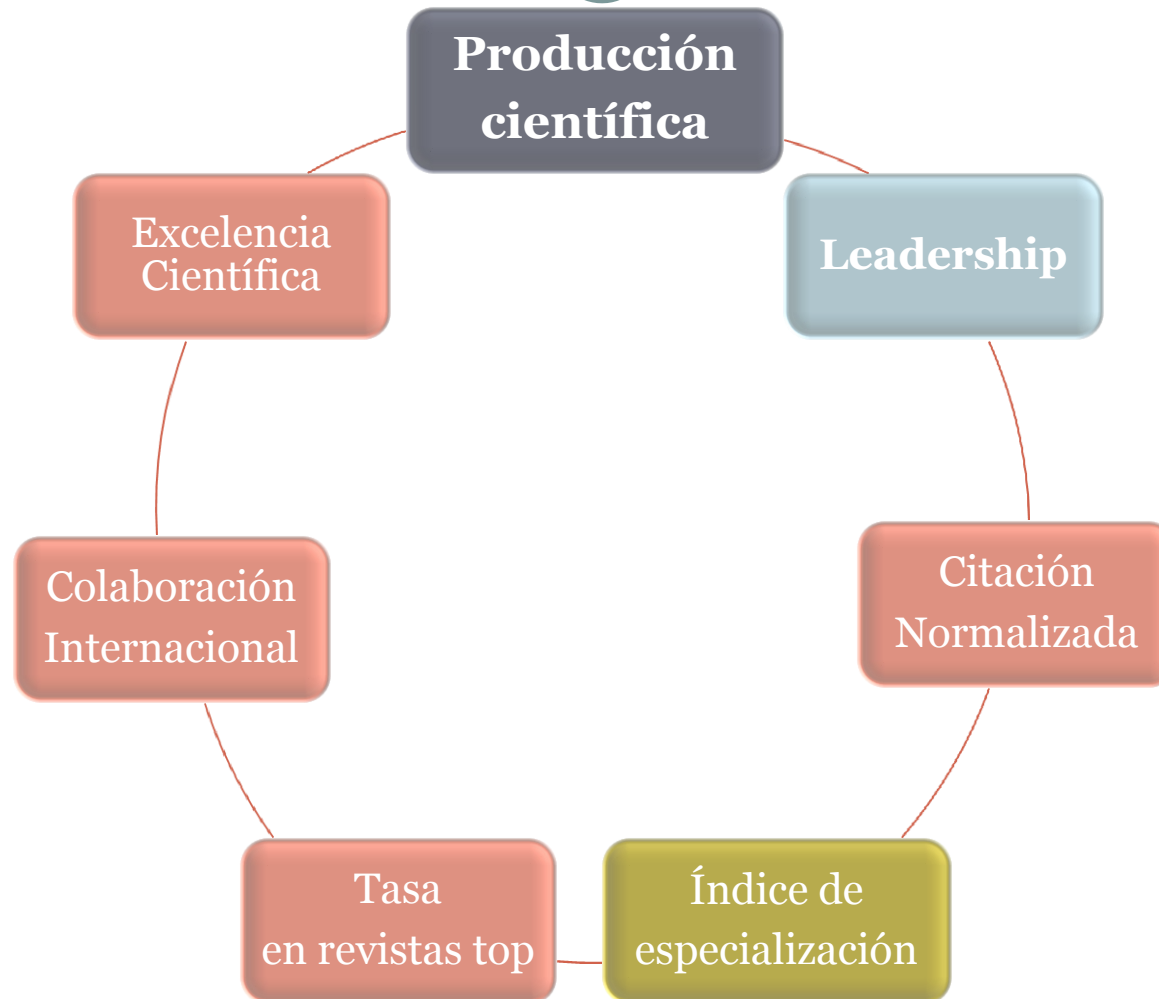 Producción
científica
Leadership
Citación
Normalizada
Índice de
especialización
Tasa
en revistas top
Colaboración
Internacional
Excelencia
Científica